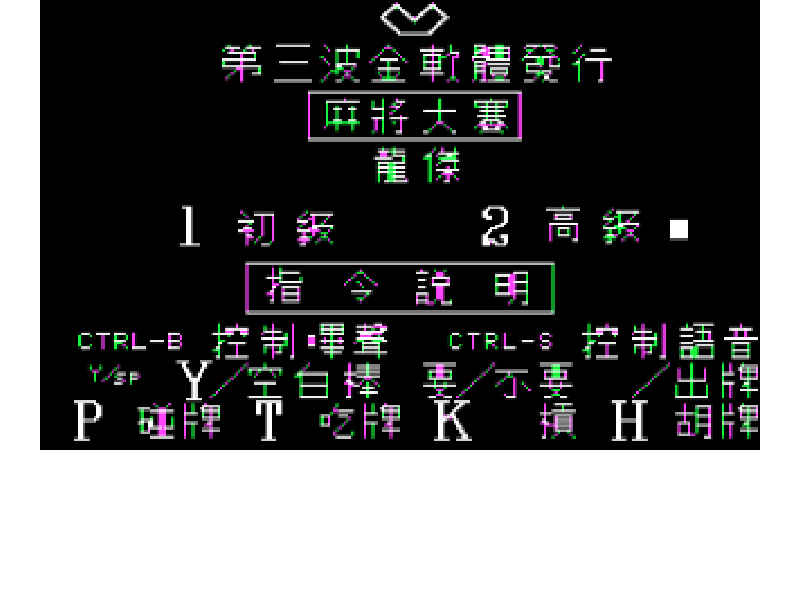 第三波金軟體發行
麻將大賽
龍傑
1 初級 2 高級
指令說明
CTRL-B 控制嗶聲 CTRL-S 控制語音
Y/SP Y/空白捧 要/不要 /出牌
P 碰牌 T 吃牌 K 槓 H 胡牌